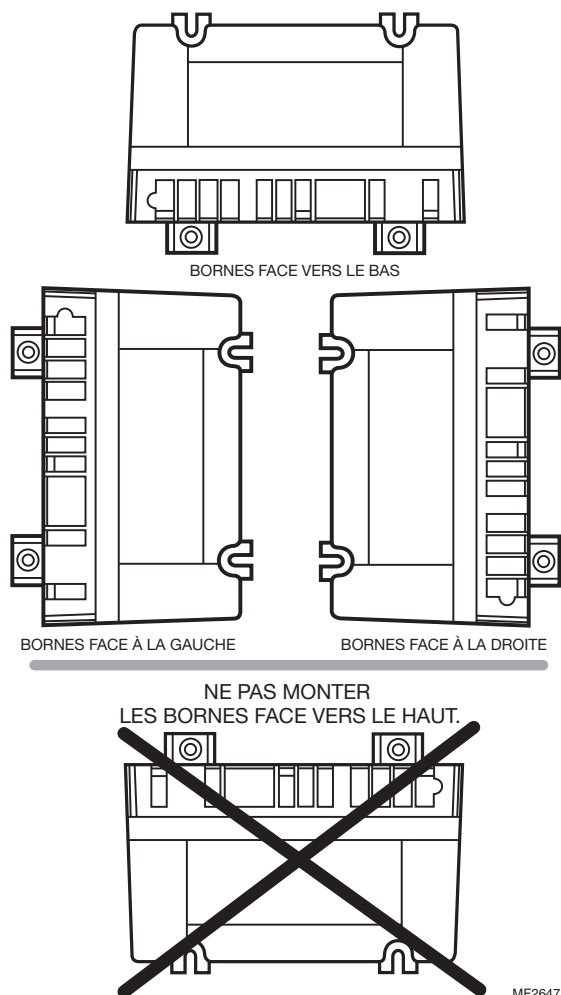 BORNES FACE VERS LE BAS
BORNES FACE À LA GAUCHE
BORNES FACE À LA DROITE
NE PAS MONTER
LES BORNES FACE VERS LE HAUT.
MF2647